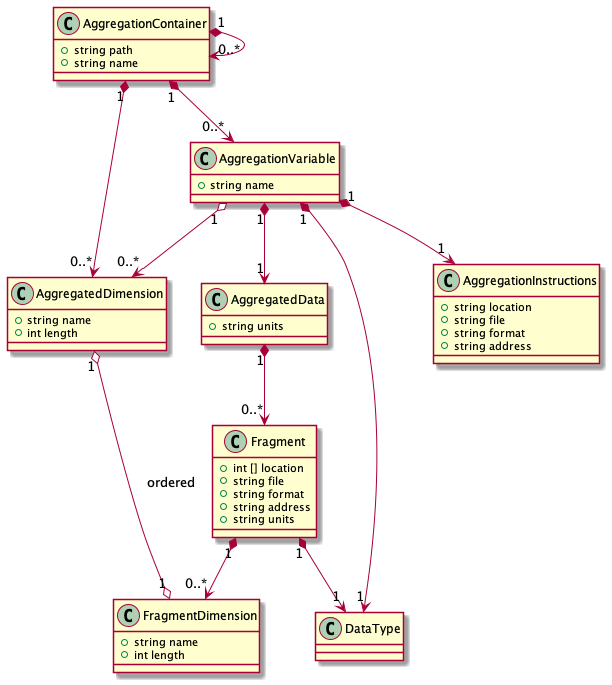 C AggregationContainer
string path
string name
1
0..*
1
1
0..*
C AggregationVariable
string name
0..*
0..*
1
1
1
1
1
1
C AggregatedDimension
string name
int length
C AggregatedData
string units
C AggregationInstructions
string location
string file
string format
string address
1
1
0..*
C Fragment
int [] location
string file
string format
string address
string units
ordered
1
1
1
0..*
1
1
C FragmentDimension
string name
int length
C DataType